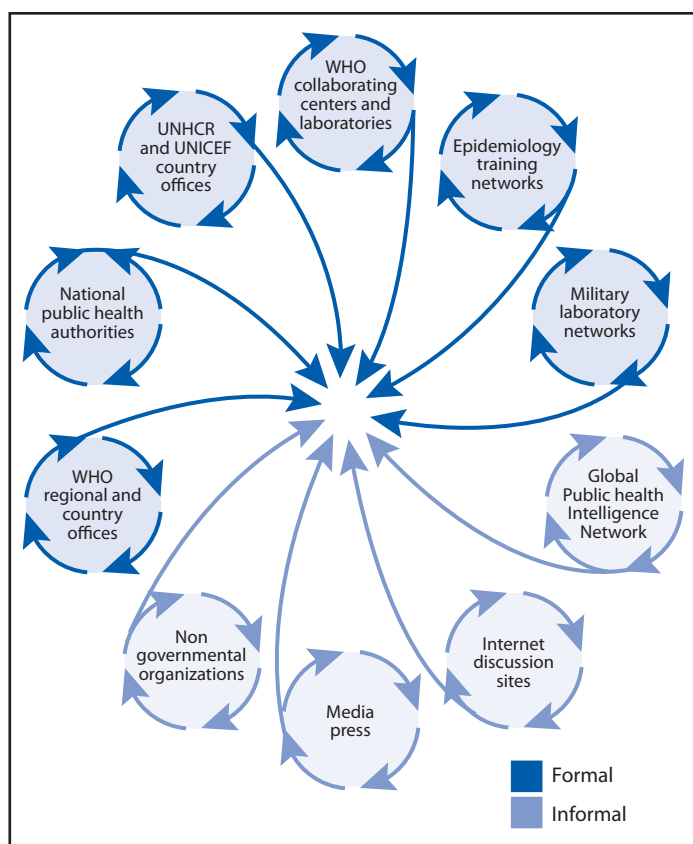 WHO
collaborating
centers and
laboratories
UNHCR
and UNICEF
country
offices
Epidemiology
training
networks
National
public health
authorities
Military
laboratory
networks
WHO
regional and
country
offices
Global
Public health
Intelligence
Network
Non
governmental
organizations
Media
press
Internet
discussion
sites
Formal
Informal